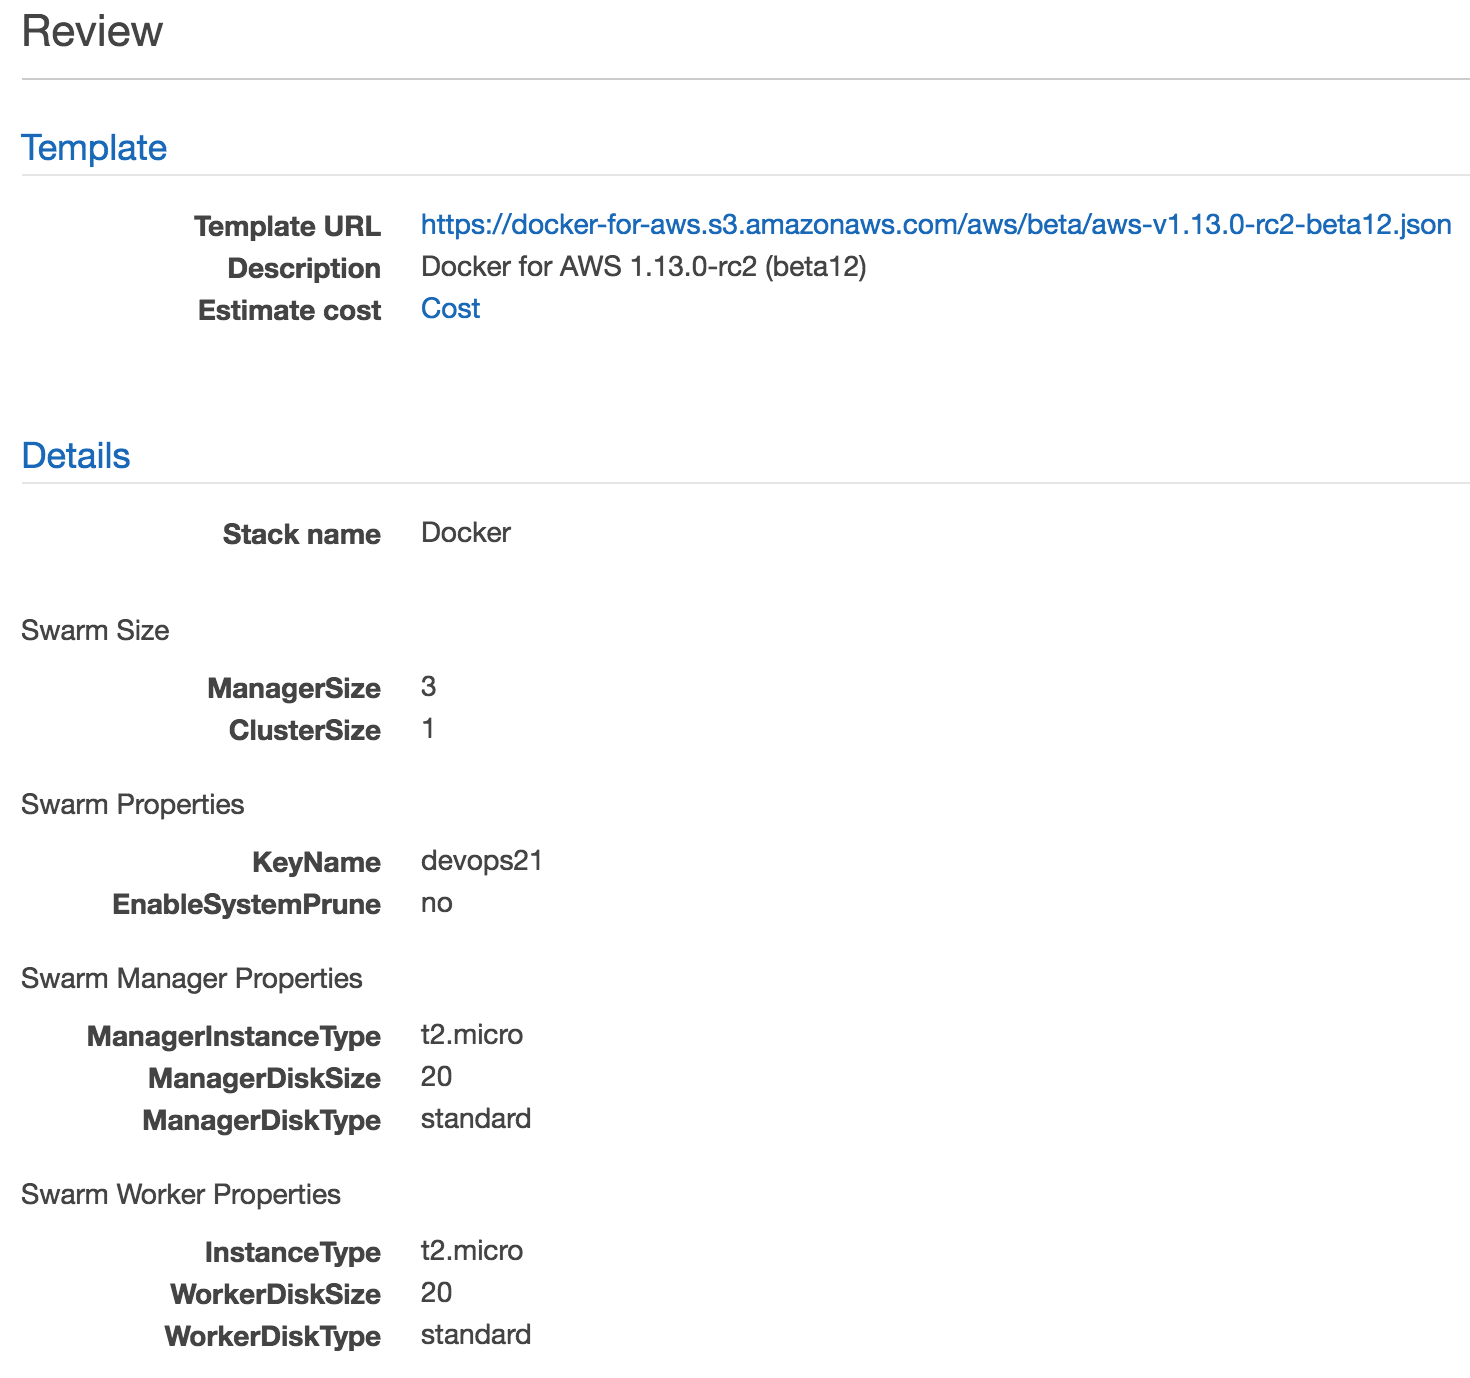 Review
Template
Template URL https://docker-for-aws.s3.amazonaws.com/aws/beta/aws-v1.13.0-rc2-beta12.json
Description Docker for AWS 1.13.0-rc2 (beta12)
Estimate cost Cost
Details
Stack name Docker
Swarm Size
ManagerSize 3
ClusterSize 1
Swarm Properties
KeyName devops21
EnableSystemPrune no
Swarm Manager Properties
ManagerInstanceType t2.micro
ManagerDiskSize 20
ManagerDiskType standard
Swarm Worker Properties
InstanceType t2.micro
WorkerDiskSize 20
WorkerDiskType standard